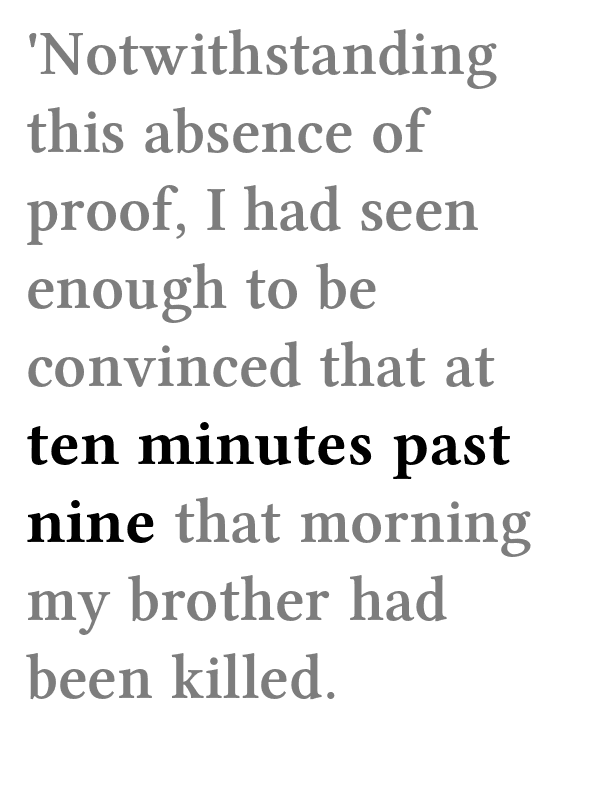 'Notwithstanding
this absence of
proof, I had seen
enough to be
convinced that at
ten minutes past
nine that morning
my brother had
been killed.